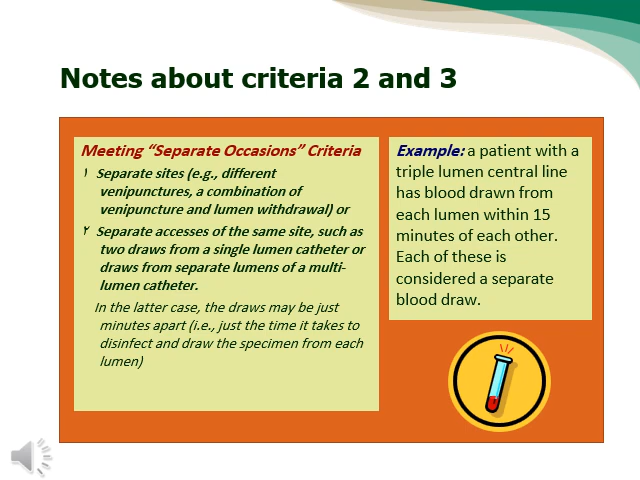 Notes about criteria 2 and 3
Meeting “Separate Occasions” Criteria
١ Separate sites (e.g., different
venipunctures, a combination of
venipuncture and lumen withdrawal) or
٢ Separate accesses of the same site, such as
two draws from a single lumen catheter or
draws from separate lumens of a multi-
lumen catheter.
In the latter case, the draws may be just
minutes apart (i.e., just the time it takes to
disinfect and draw the specimen from each
lumen)
Example: a patient with a
triple lumen central line
has blood drawn from
each lumen within 15
minutes of each other.
Each of these is
considered a separate
blood draw.